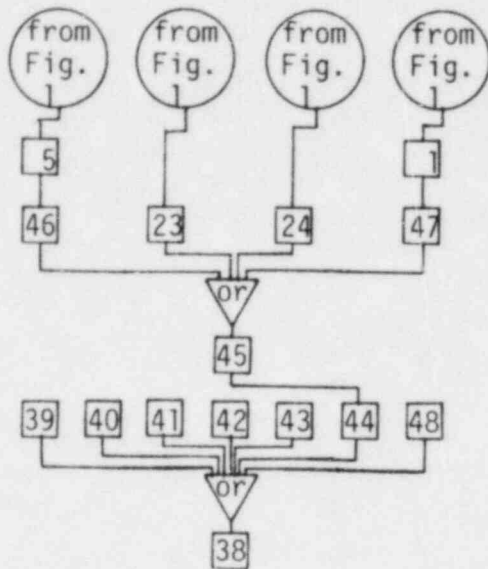 from from from from
Fig. Fig. Fig. Fig.
1 1 1 1
5 1
46 23 24 47
or
45
39 40 41 42 43 44 48
or
38